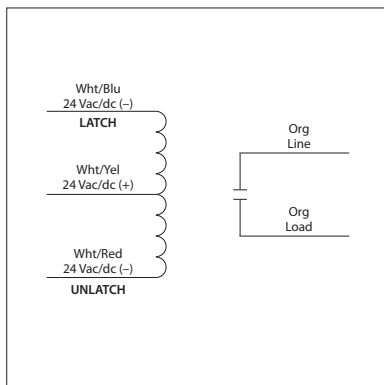 Wht/Blu
24 Vac/dc (–)
LATCH
Wht/Yel
24 Vac/dc (+)
Wht/Red
24 Vac/dc (–)
UNLATCH
Org
Line
Org
Load